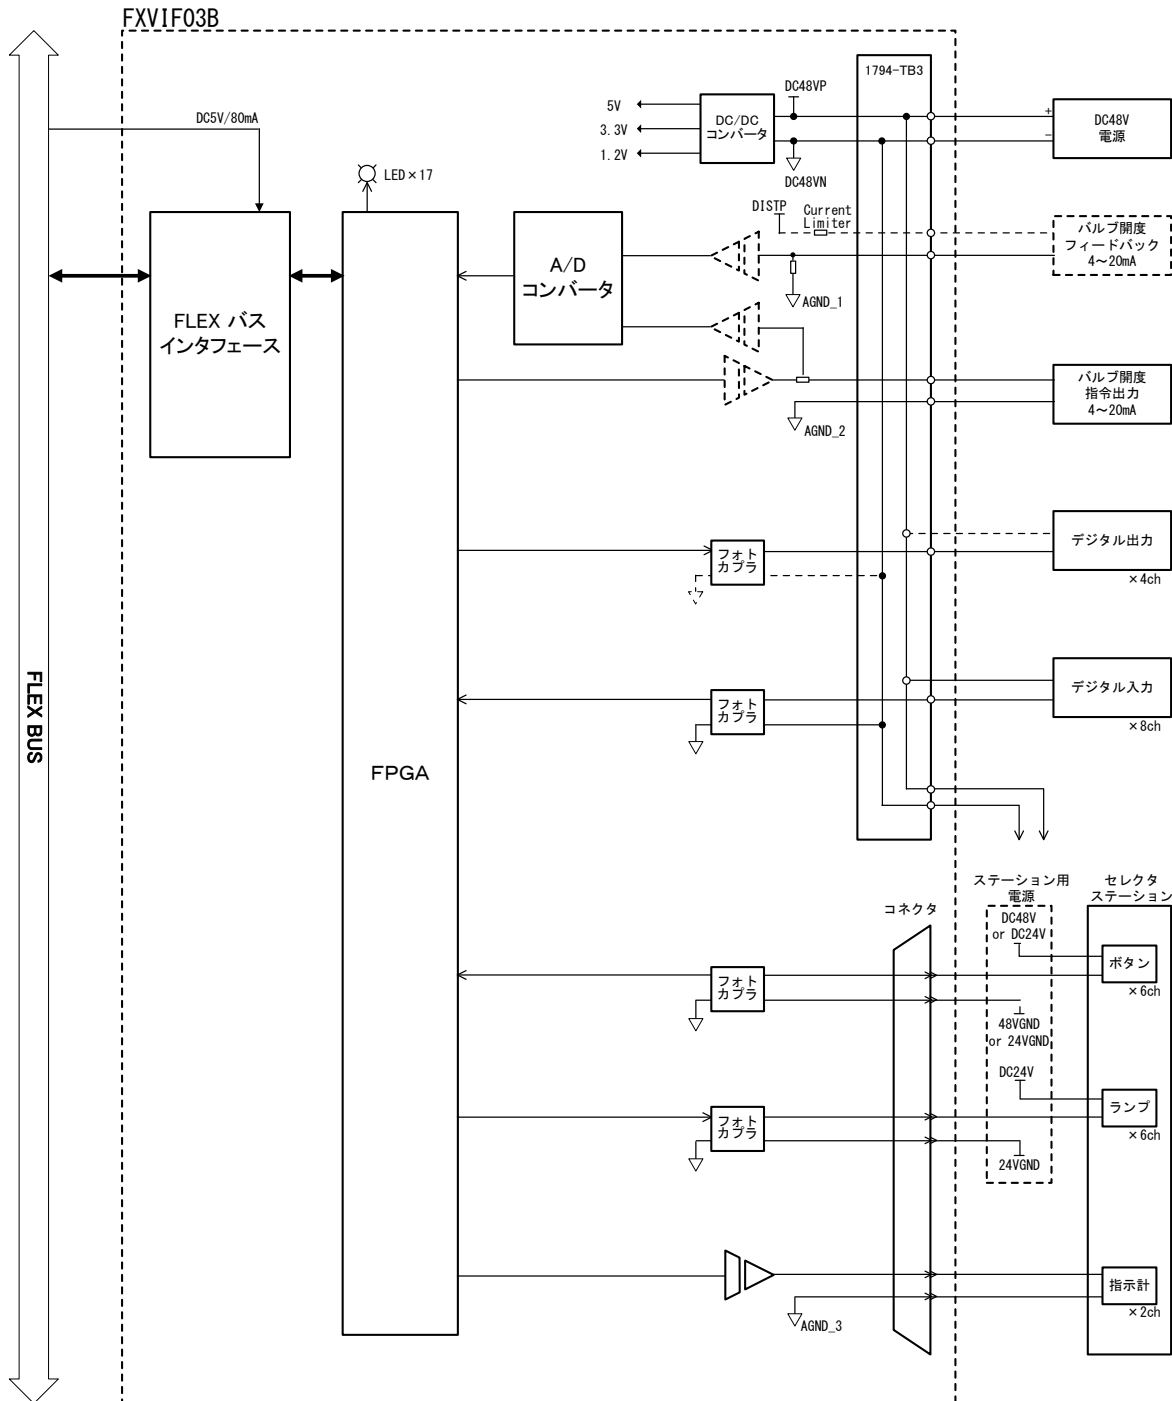 FXVIF03B
1794-TB3
DC48VP
5V
3.3V
1.2V
DC/DC
コンバータ
DC48V
電源
+
−
DC48VN
DC5V/80mA
LED×17
DISTP
Current
Limiter
バルブ開度
フィードバック
4～20mA
A/D
コンバータ
AGND_1
FLEX バス
インタフェース
バルブ開度
指令出力
4～20mA
AGND_2
フォト
カプラ
デジタル出力
×4ch
フォト
カプラ
デジタル入力
×8ch
FLEX BUS
FPGA
コネクタ
ステーション用
電源
セレクタ
ステーション
DC48V
or DC24V
フォト
カプラ
ボタン
×6ch
48VGND
or 24VGND
DC24V
フォト
カプラ
ランプ
×6ch
24VGND
指示計
×2ch
AGND_3